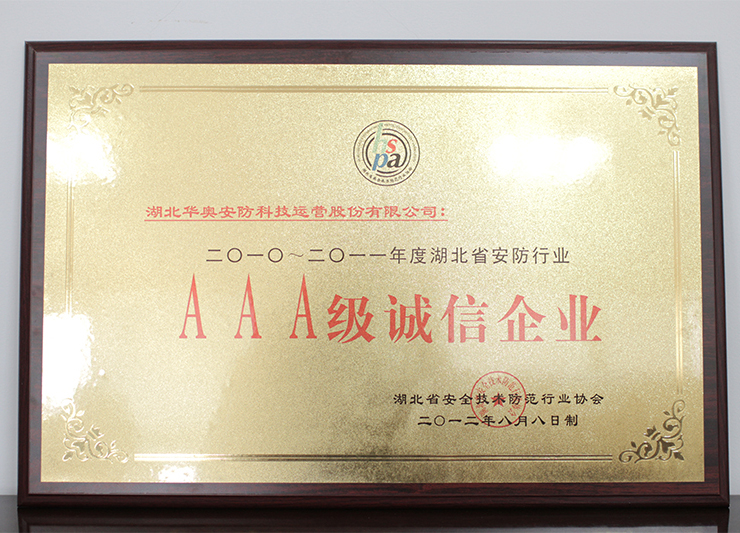 hs
pa
湖北华奥安防科技运营股份有限公司：
二〇一〇～二〇一一年度湖北省安防行业
AAA级诚信企业
湖北省安全技术防范行业协会
二〇一二年八月八日制